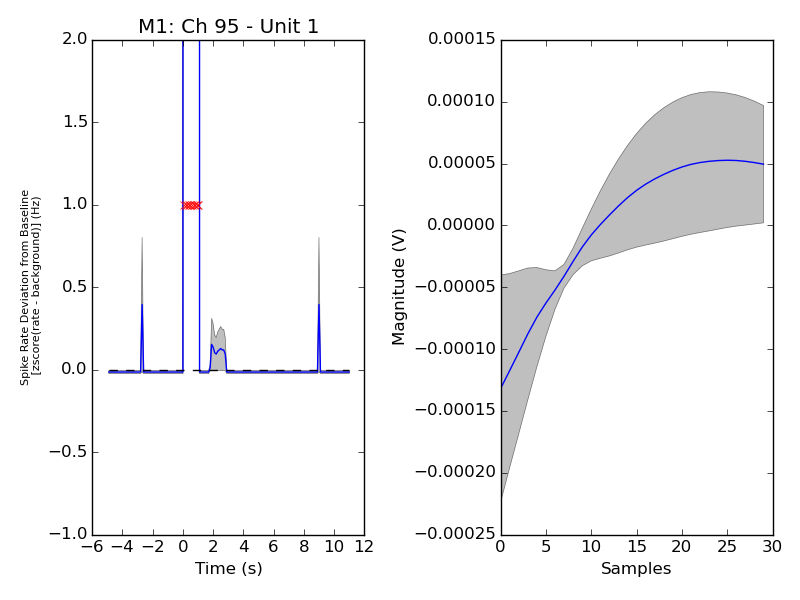 M1: Ch 95 - Unit 1
2.0
1.5
1.0
0.5
0.0
−0.5
−1.0
−6 −4 −2 0 2 4 6 8 10 12
Time (s)
Spike Rate Deviation from Baseline
[zscore(rate - background)] (Hz)
0.00015
0.00010
0.00005
0.00000
−0.00005
−0.00010
−0.00015
−0.00020
−0.00025
0 5 10 15 20 25 30
Samples
Magnitude (V)